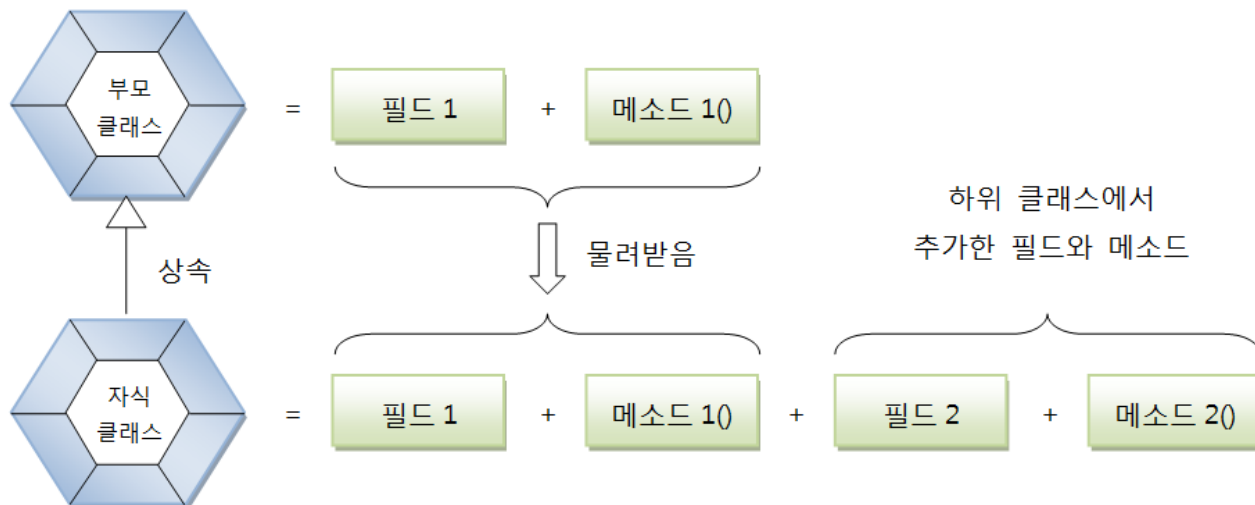 부모
클래스
=
필드 1
+
메소드 1()
하위 클래스에서
추가한 필드와 메소드
물려받음
상속
자식
클래스
=
필드 1
+
메소드 1()
+
필드 2
+
메소드 2()